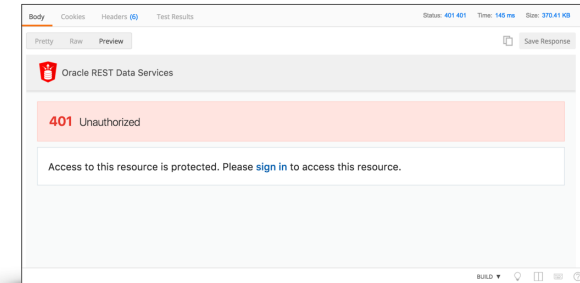 Body Cookies Headers (6) Test Results Status: 401 401 Time: 145 ms Size: 370.41 KB
Pretty Raw Preview Save Response
Oracle REST Data Services
401 Unauthorized
Access to this resource is protected. Please sign in to access this resource.
BUILD